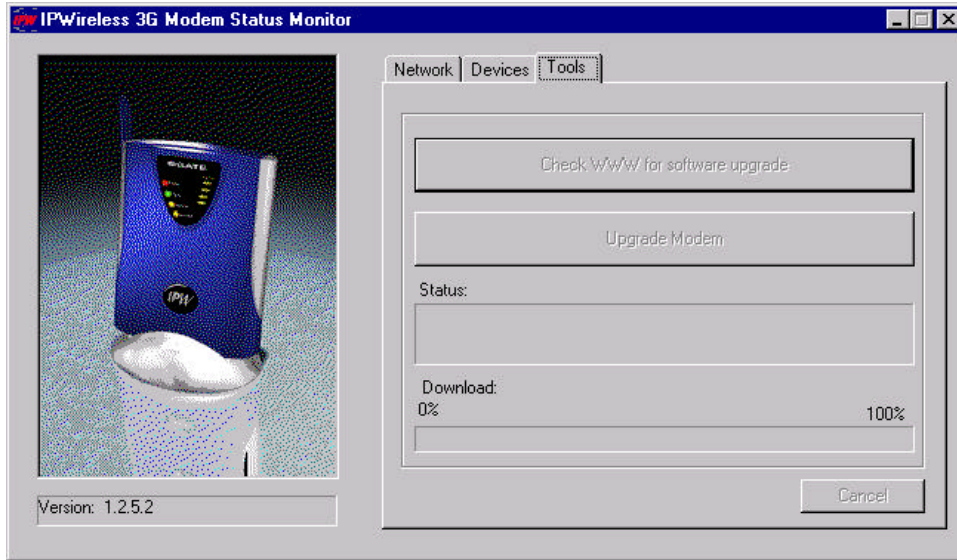 IPW IPWireless 3G Modem Status Monitor
IPW
Version: 1.2.5.2
Network Devices Tools
Check WWW for software upgrade
Upgrade Modem
Status:
Download:
0% 100%
Cancel